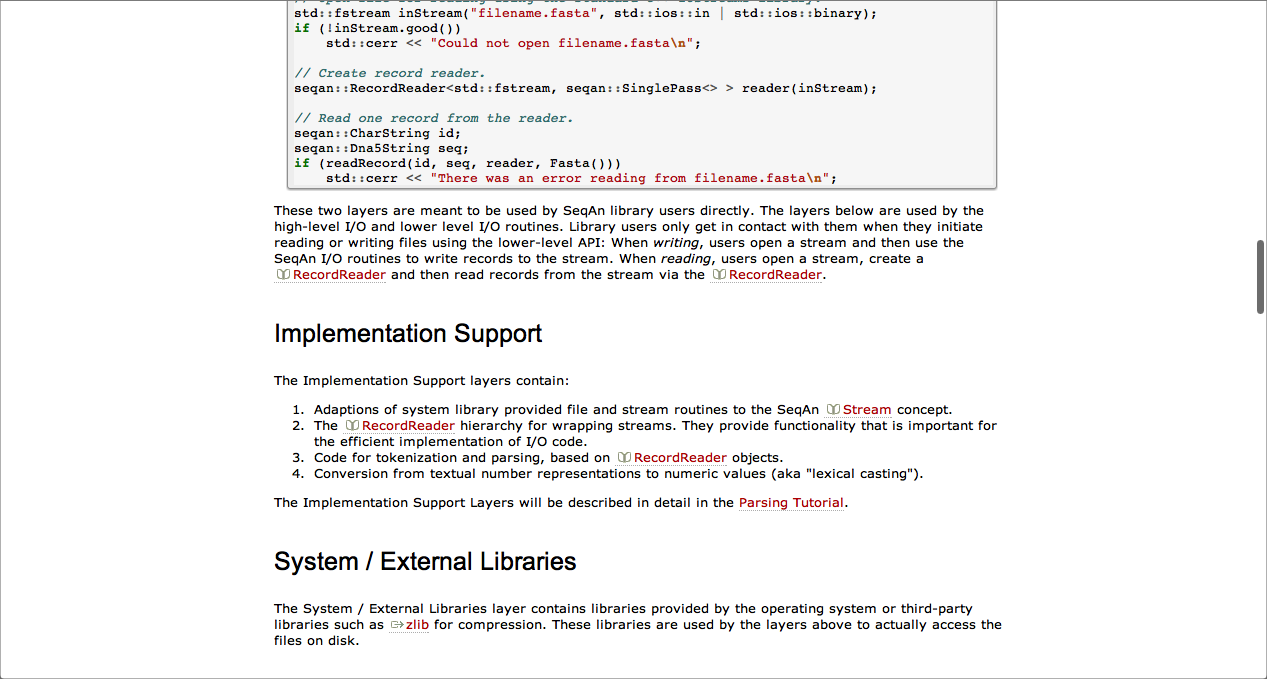 std::fstream inStream("filename.fasta", std::ios::in | std::ios::binary);
if (!inStream.good())
    std::cerr << "Could not open filename.fasta\n";
// Create record reader.
seqan::RecordReader<std::fstream, seqan::SinglePass<> > reader(inStream);
// Read one record from the reader.
seqan::CharString id;
seqan::Dna5String seq;
if (readRecord(id, seq, reader, Fasta()))
    std::cerr << "There was an error reading from filename.fasta\n";
These two layers are meant to be used by SeqAn library users directly. The layers below are used by the
high-level I/O and lower level I/O routines. Library users only get in contact with them when they initiate
reading or writing files using the lower-level API: When writing, users open a stream and then use the
SeqAn I/O routines to write records to the stream. When reading, users open a stream, create a
RecordReader and then read records from the stream via the RecordReader.
Implementation Support
The Implementation Support layers contain:
1. Adaptions of system library provided file and stream routines to the SeqAn Stream concept.
2. The RecordReader hierarchy for wrapping streams. They provide functionality that is important for
the efficient implementation of I/O code.
3. Code for tokenization and parsing, based on RecordReader objects.
4. Conversion from textual number representations to numeric values (aka "lexical casting").
The Implementation Support Layers will be described in detail in the Parsing Tutorial.
System / External Libraries
The System / External Libraries layer contains libraries provided by the operating system or third-party
libraries such as zlib for compression. These libraries are used by the layers above to actually access the
files on disk.